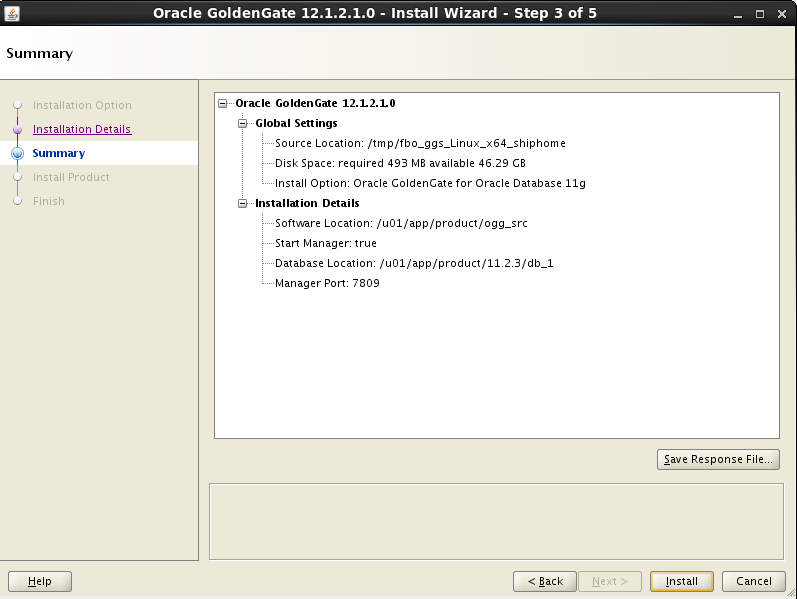 Oracle GoldenGate 12.1.2.1.0 - Install Wizard - Step 3 of 5
Summary
Installation Option
Installation Details
Summary
Install Product
Finish
Oracle GoldenGate 12.1.2.1.0
Global Settings
Source Location: /tmp/fbo_ggs_Linux_x64_shiphome
Disk Space: required 493 MB available 46.29 GB
Install Option: Oracle GoldenGate for Oracle Database 11g
Installation Details
Software Location: /u01/app/product/ogg_src
Start Manager: true
Database Location: /u01/app/product/11.2.3/db_1
Manager Port: 7809
Save Response File...
Help
< Back
Next >
Install
Cancel